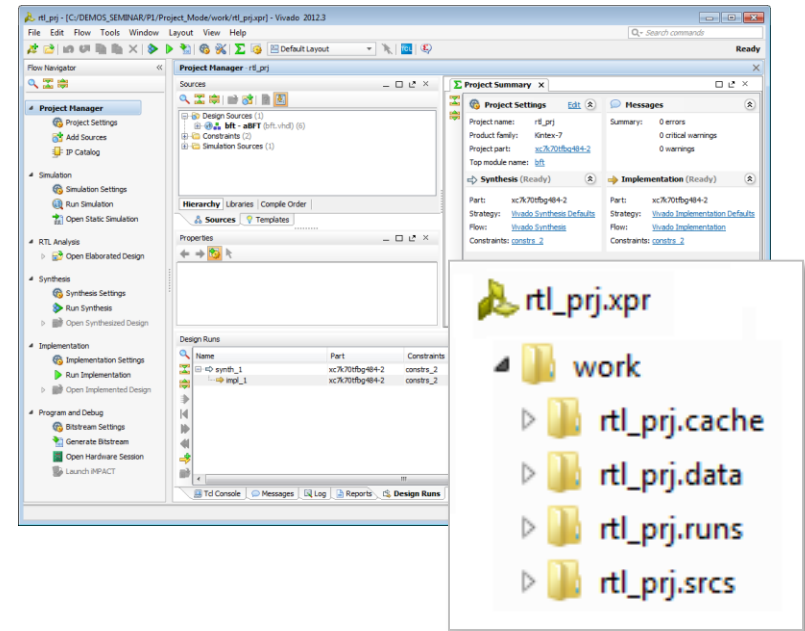 rtl_prj - [C:/DEMOS_SEMINAR/P1/Project_Mode/work/rtl_prj.xpr] - Vivado 2012.3
File Edit Flow Tools Window Layout View Help
Search commands
Default Layout
Ready
Flow Navigator
Project Manager
Project Settings
Add Sources
IP Catalog
Simulation
Simulation Settings
Run Simulation
Open Static Simulation
RTL Analysis
Open Elaborated Design
Synthesis
Synthesis Settings
Run Synthesis
Open Synthesized Design
Implementation
Implementation Settings
Run Implementation
Open Implemented Design
Program and Debug
Bitstream Settings
Generate Bitstream
Open Hardware Session
Launch iMPACT
Project Manager - rtl_prj
Sources
Design Sources (1)
bft - aBFT (bft.vhdl) (6)
Constraints (2)
Simulation Sources (1)
Hierarchy Libraries Compile Order
Sources Templates
Properties
Design Runs
Name Part Constraints
synth_1 xc7k70tfbg484-2 constrs_2
impl_1 xc7k70tfbg484-2 constrs_2
Tcl Console Messages Log Reports Design Runs
Σ Project Summary
Project Settings Edit
Project name: rtl_prj
Product family: Kintex-7
Project part: xc7k70tfbg484-2
Top module name: bft
Messages
Summary: 0 errors
0 critical warnings
0 warnings
Synthesis (Ready)
Part: xc7k70tfbg484-2
Strategy: Vivado Synthesis Defaults
Flow: Vivado Synthesis
Constraints: constrs_2
Implementation (Ready)
Part: xc7k70tfbg484-2
Strategy: Vivado Implementation Defaults
Flow: Vivado Implementation
Constraints: constrs_2
rtl_prj.xpr
work
rtl_prj.cache
rtl_prj.data
rtl_prj.runs
rtl_prj.srcs